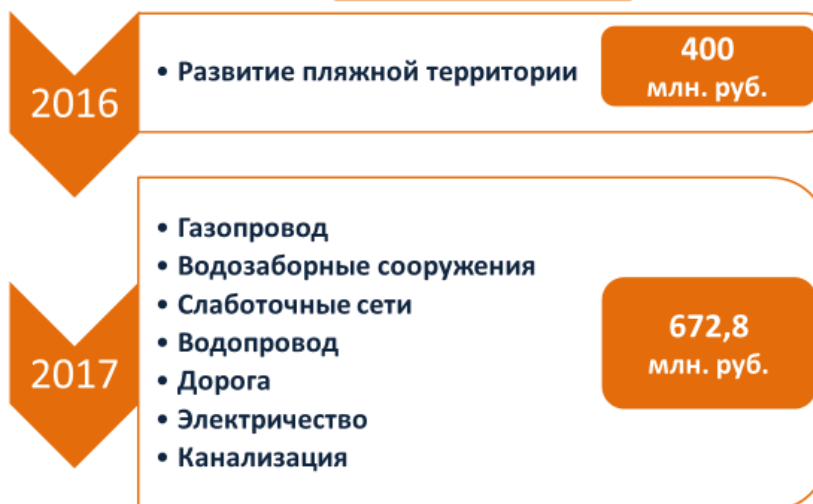 2016
• Развитие пляжной территории
400
млн. руб.
2017
• Газопровод
• Водозаборные сооружения
• Слаботочные сети
• Водопровод
• Дорога
• Электричество
• Канализация
672,8
млн. руб.